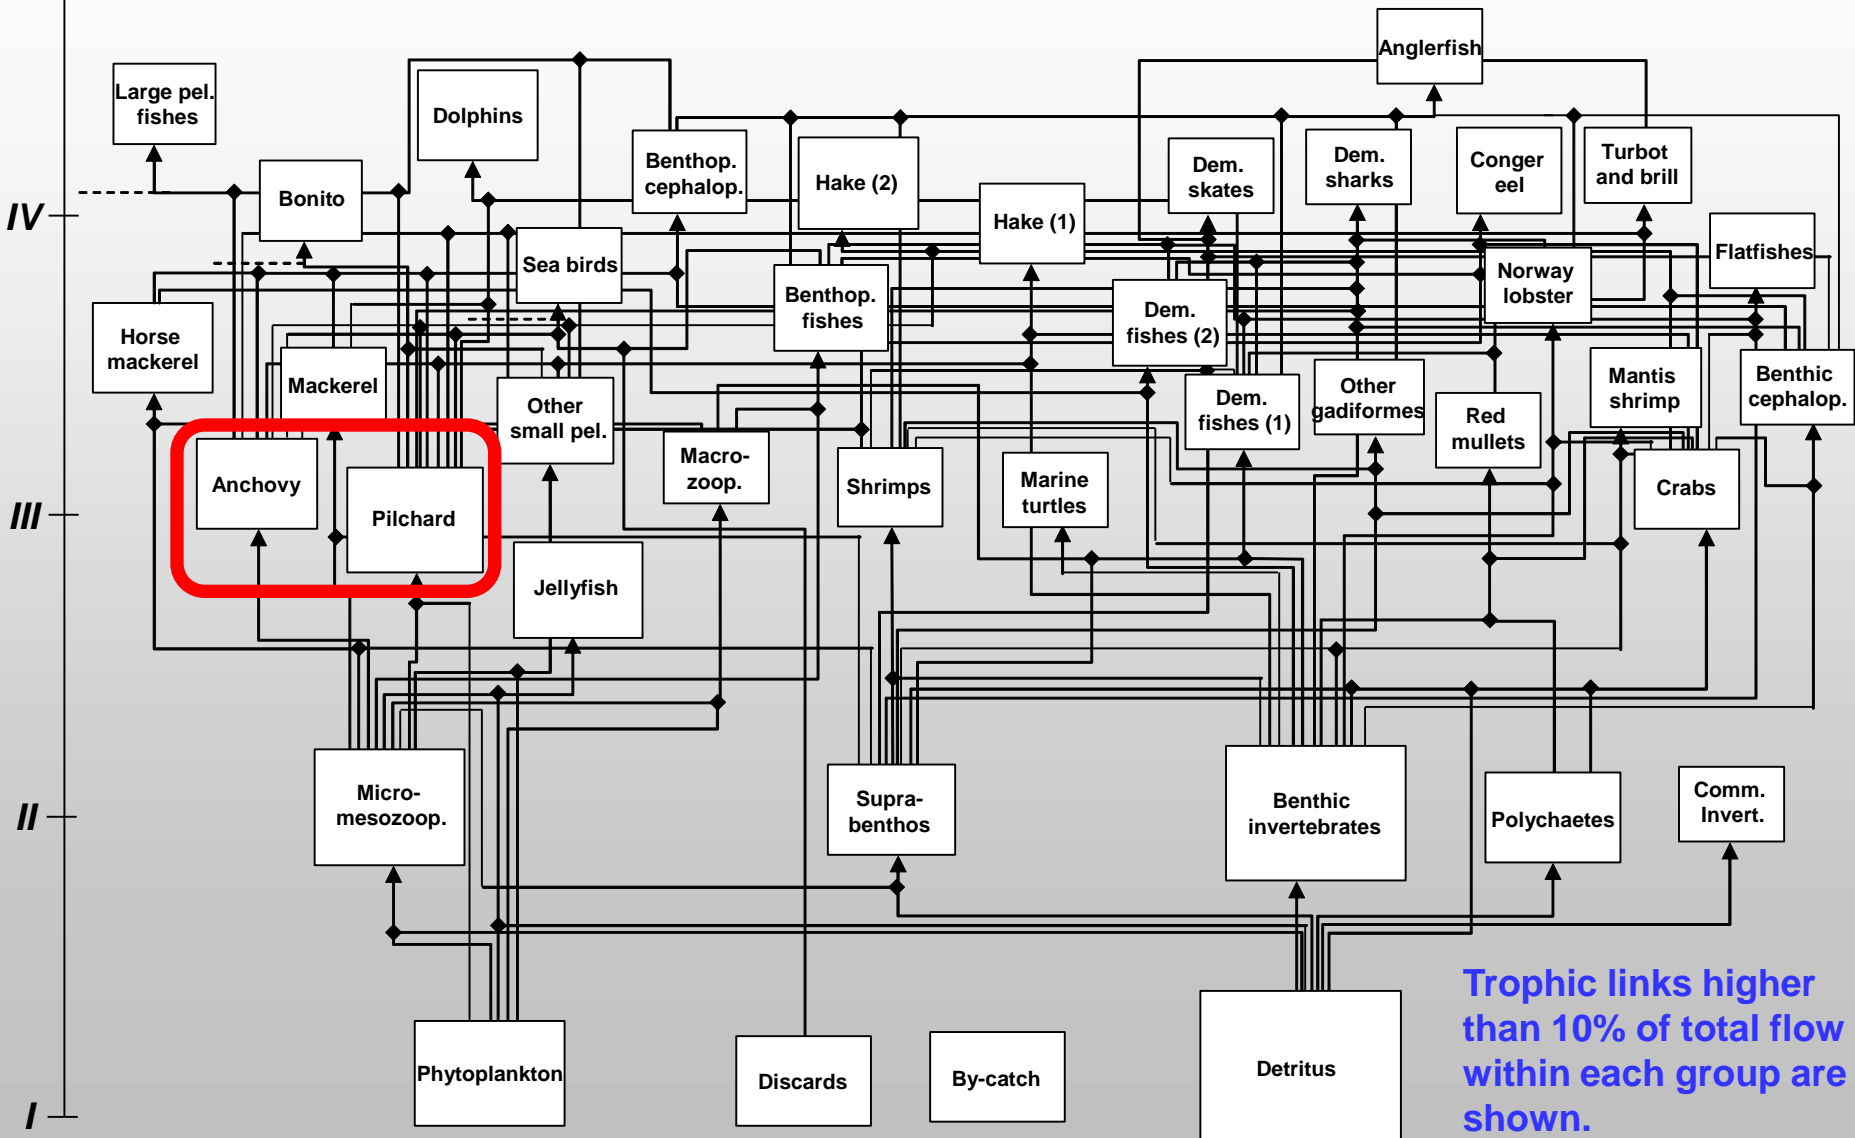 Anglerfish
Large pel.
fishes
Dolphins
Benthop.
cephalop.
Hake (2)
Dem.
skates
Dem.
sharks
Conger
eel
Turbot
and brill
Bonito
Hake (1)
IV
Sea birds
Flatfishes
Norway
lobster
Benthop.
fishes
Dem.
fishes (2)
Horse
mackerel
Mackerel
Other
small pel.
Dem.
fishes (1)
Other
gadiformes
Red
mullets
Mantis
shrimp
Benthic
cephalop.
Macro-
zoop.
Anchovy
Pilchard
Shrimps
Marine
turtles
Crabs
III
Jellyfish
Micro-
mesozoop.
Supra-
benthos
Benthic
invertebrates
Polychaetes
Comm.
Invert.
II
Phytoplankton
Discards
By-catch
Detritus
I
Trophic links higher
than 10% of total flow
within each group are
shown.